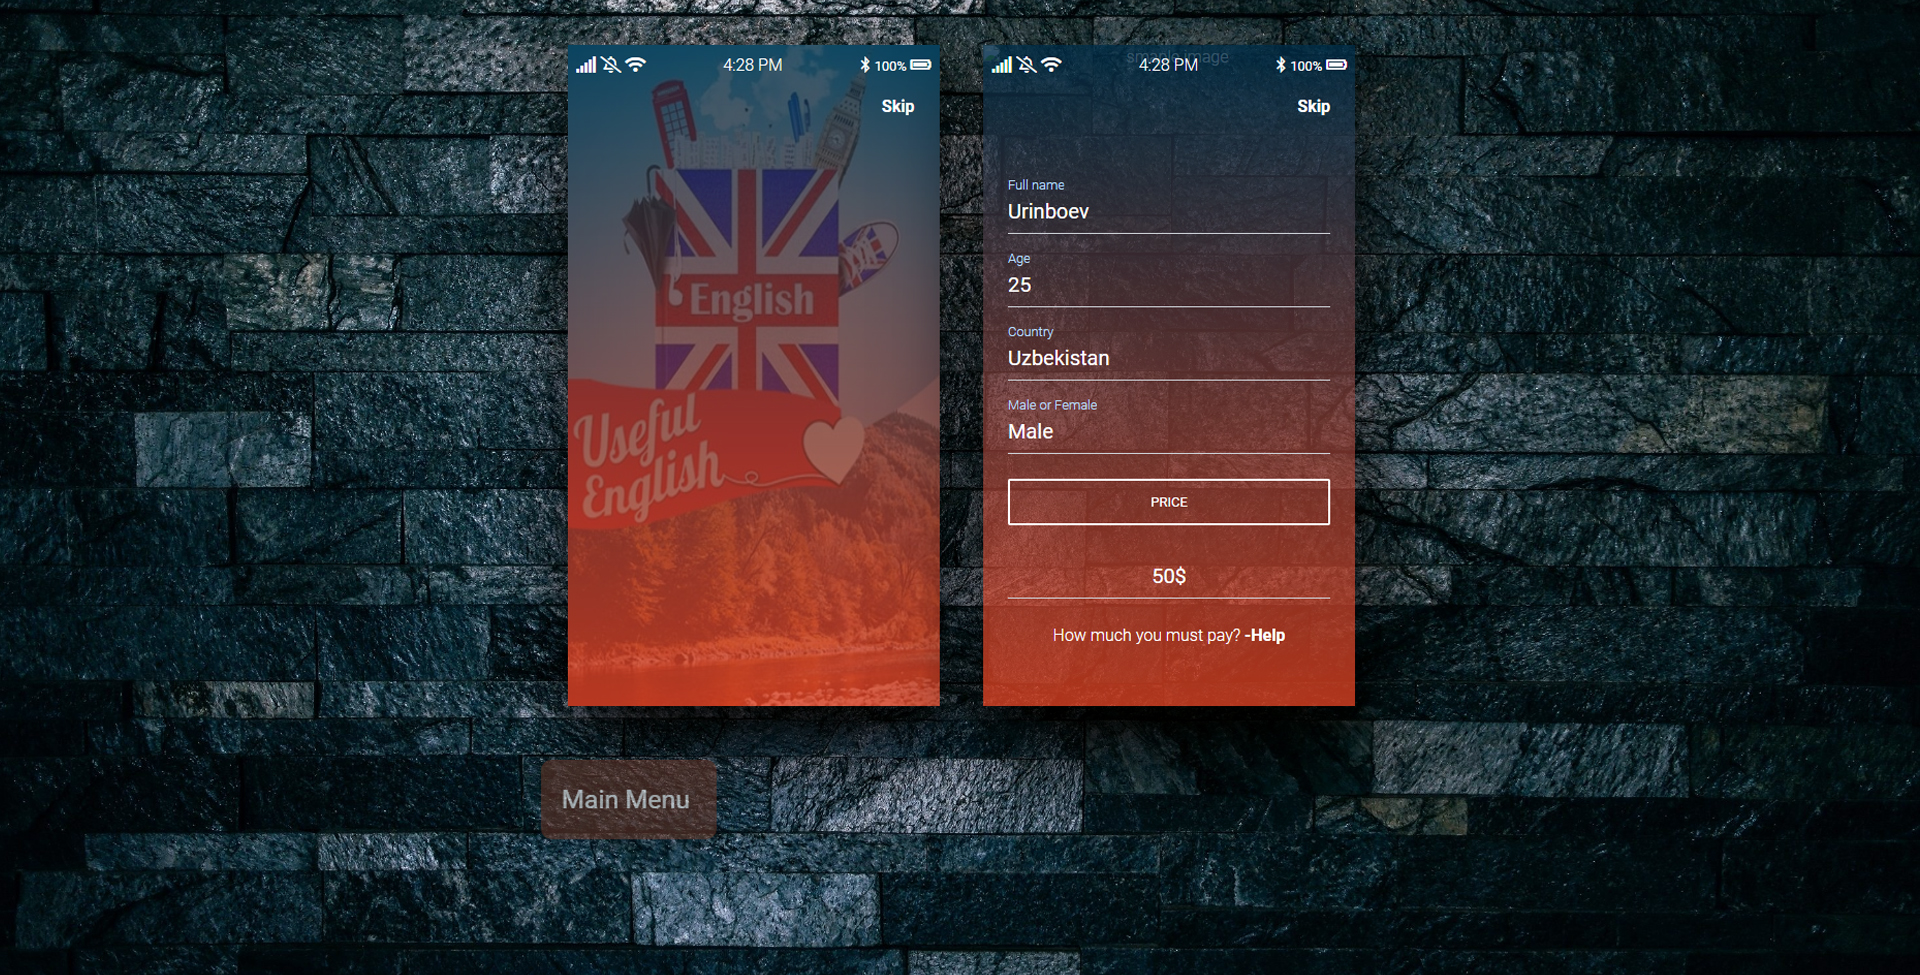 4:28 PM
100%
Skip
English
Useful
English
smaple image
4:28 PM
100%
Skip
Full name
Urinboev
Age
25
Country
Uzbekistan
Male or Female
Male
PRICE
50$
How much you must pay? -Help
Main Menu